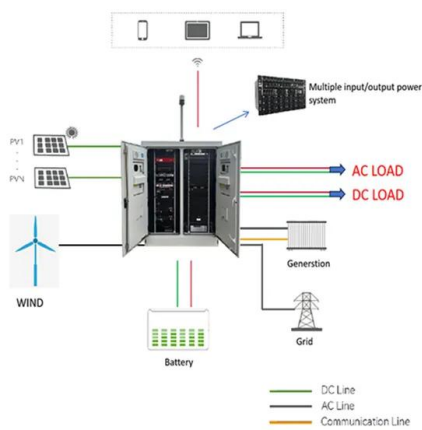 Multiple input/output power
system
PV1
PVN
AC LOAD
DC LOAD
WIND
Generstion
Grid
Battery
DC Line
AC Line
Communication Line